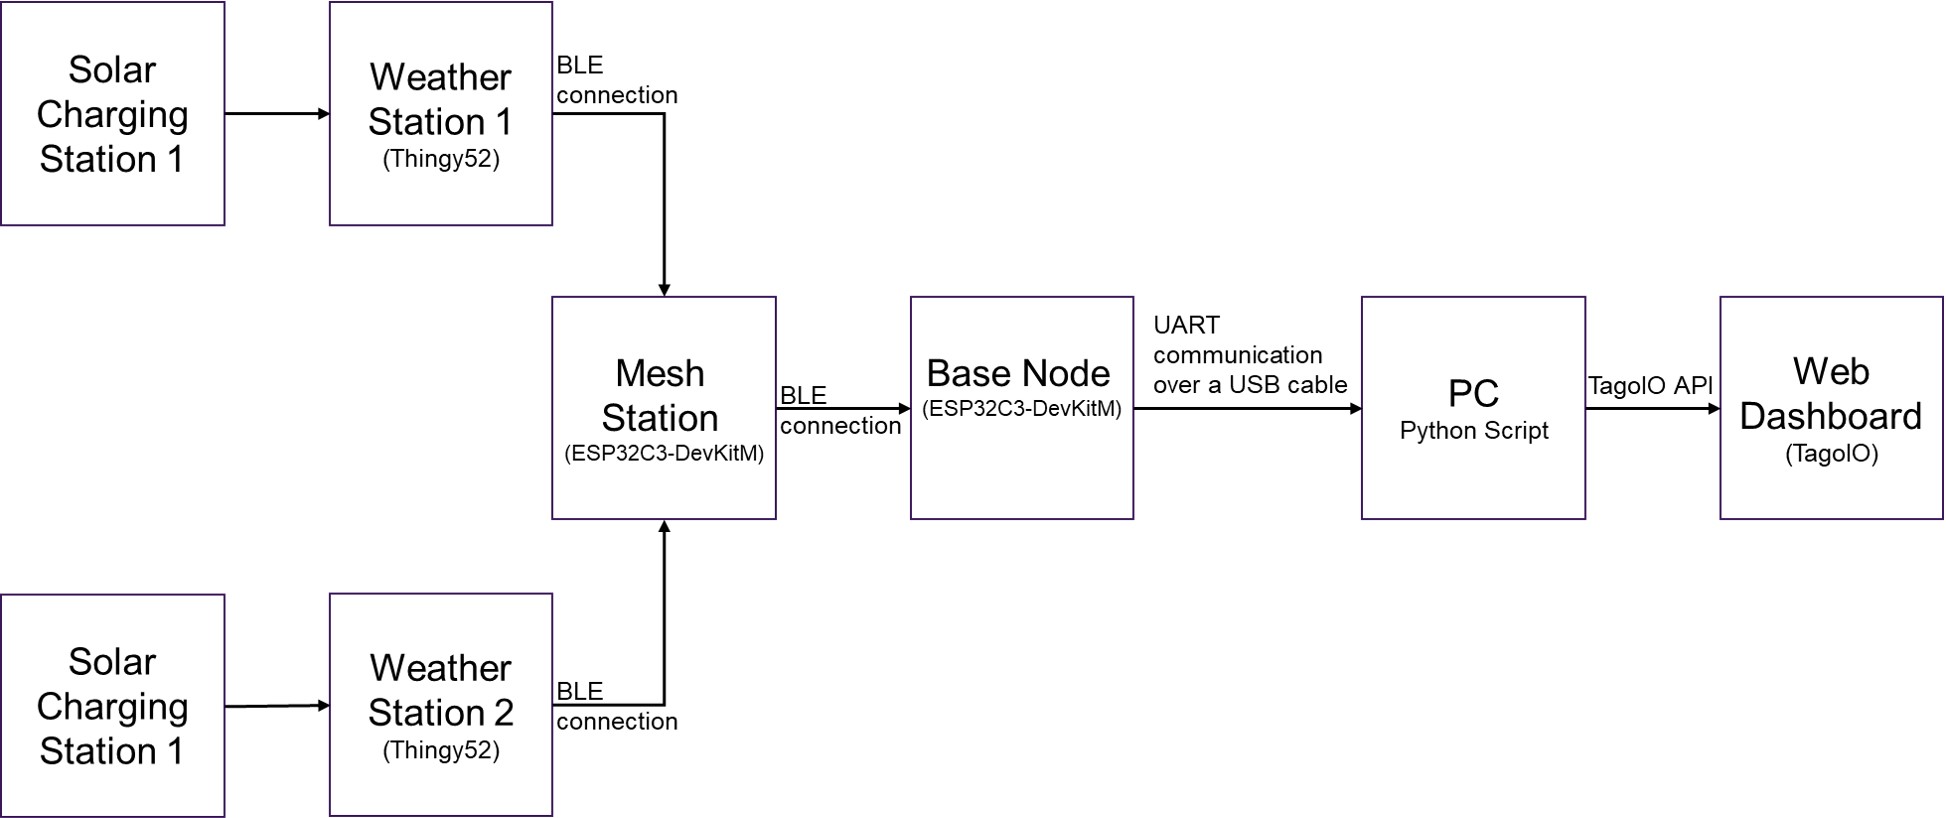 Solar
Charging
Station 1
Weather
Station 1
(Thingy52)
BLE
connection
Mesh
Station
(ESP32C3-DevKitM)
BLE
connection
Base Node
(ESP32C3-DevKitM)
UART
communication
over a USB cable
PC
Python Script
TagoIO API
Web
Dashboard
(TagoIO)
Solar
Charging
Station 1
Weather
Station 2
(Thingy52)
BLE
connection